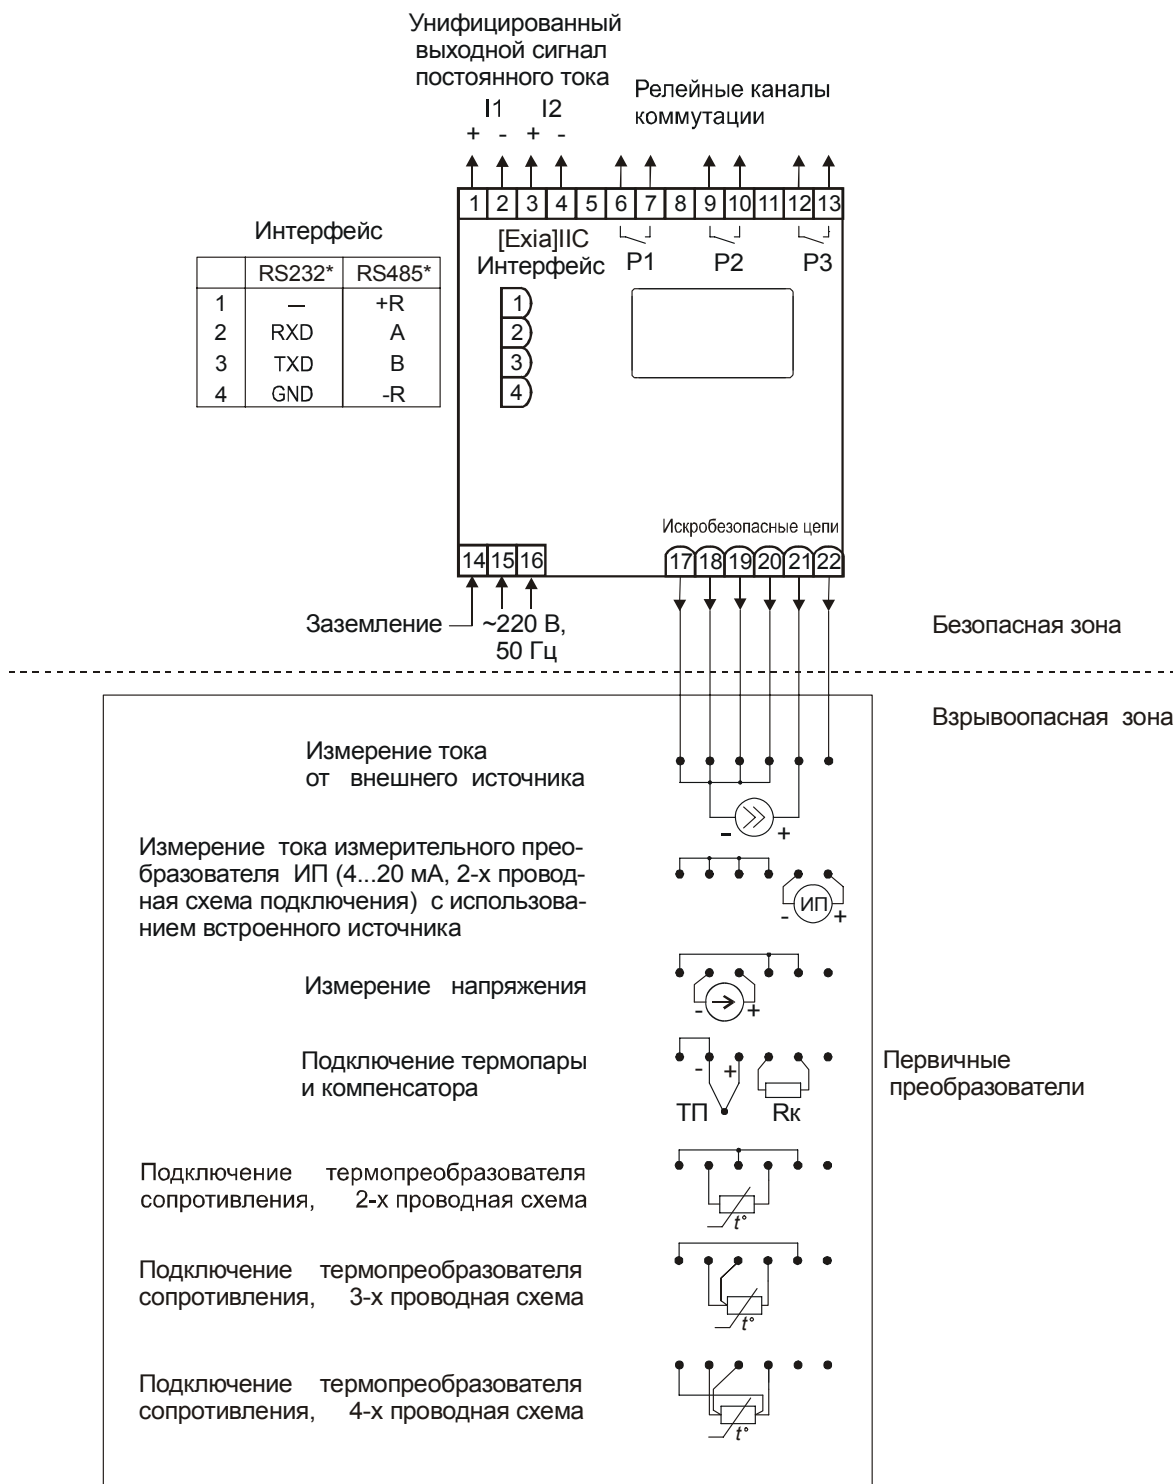 Унифицированный
выходной сигнал
постоянного тока
I1 I2
+ - + -
Релейные каналы
коммутации
1 2 3 4 5 6 7 8 9 10 11 12 13
Интерфейс
RS232* RS485*
1 — +R
2 RXD A
3 TXD B
4 GND -R
[Exia]IIC
Интерфейс
P1 P2 P3
1
2
3
4
Искробезопасные цепи
14 15 16
17 18 19 20 21 22
Заземление
~220 В,
50 Гц
Безопасная зона
Взрывоопасная зона
Измерение тока
от внешнего источника
- +
Измерение тока измерительного прео-
бразователя ИП (4...20 мА, 2-х провод-
ная схема подключения) с использова-
нием встроенного источника
ИП
- +
Измерение напряжения
- +
Подключение термопары
и компенсатора
- +
ТП Rк
Первичные
преобразователи
Подключение термопреобразователя
сопротивления, 2-х проводная схема
t°
Подключение термопреобразователя
сопротивления, 3-х проводная схема
t°
Подключение термопреобразователя
сопротивления, 4-х проводная схема
t°